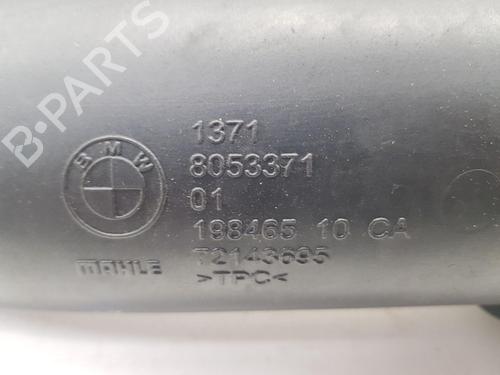 B-PARTS
BMW
1371
8053371
01
198465 10 CA
MAHLE
72143695
>TPC<